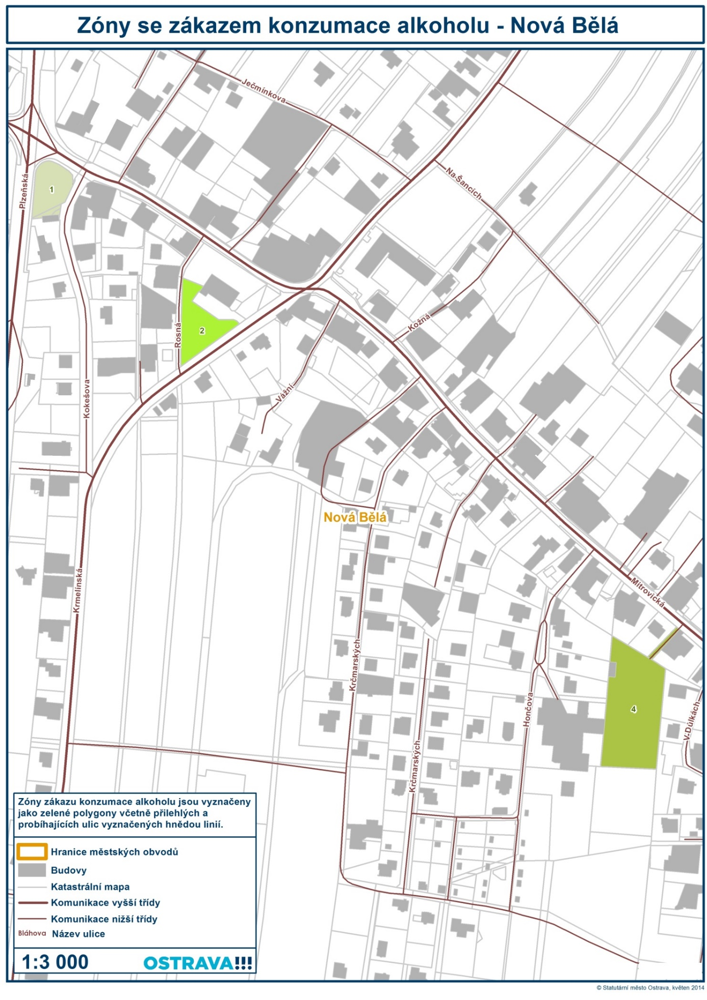 Zóny se zákazem konzumace alkoholu - Nová Bělá
Ječmínkova
Na Šancích
Plzeňská
1
Kožná
Rosná
2
Vážní
Kokešova
Nová Bělá
Krmelínská
Mitrovická
Krčmarských
Hončova
4
V Důlkách
Krčmarských
Zóny zákazu konzumace alkoholu jsou vyznačeny
jako zelené polygony včetně přilehlých a
probíhajících ulic vyznačených hnědou linií.
Hranice městských obvodů
Budovy
Katastrální mapa
Komunikace vyšší třídy
Komunikace nižší třídy
Bláhova Název ulice
1:3 000 OSTRAVA!!!
© Statutární město Ostrava, květen 2014